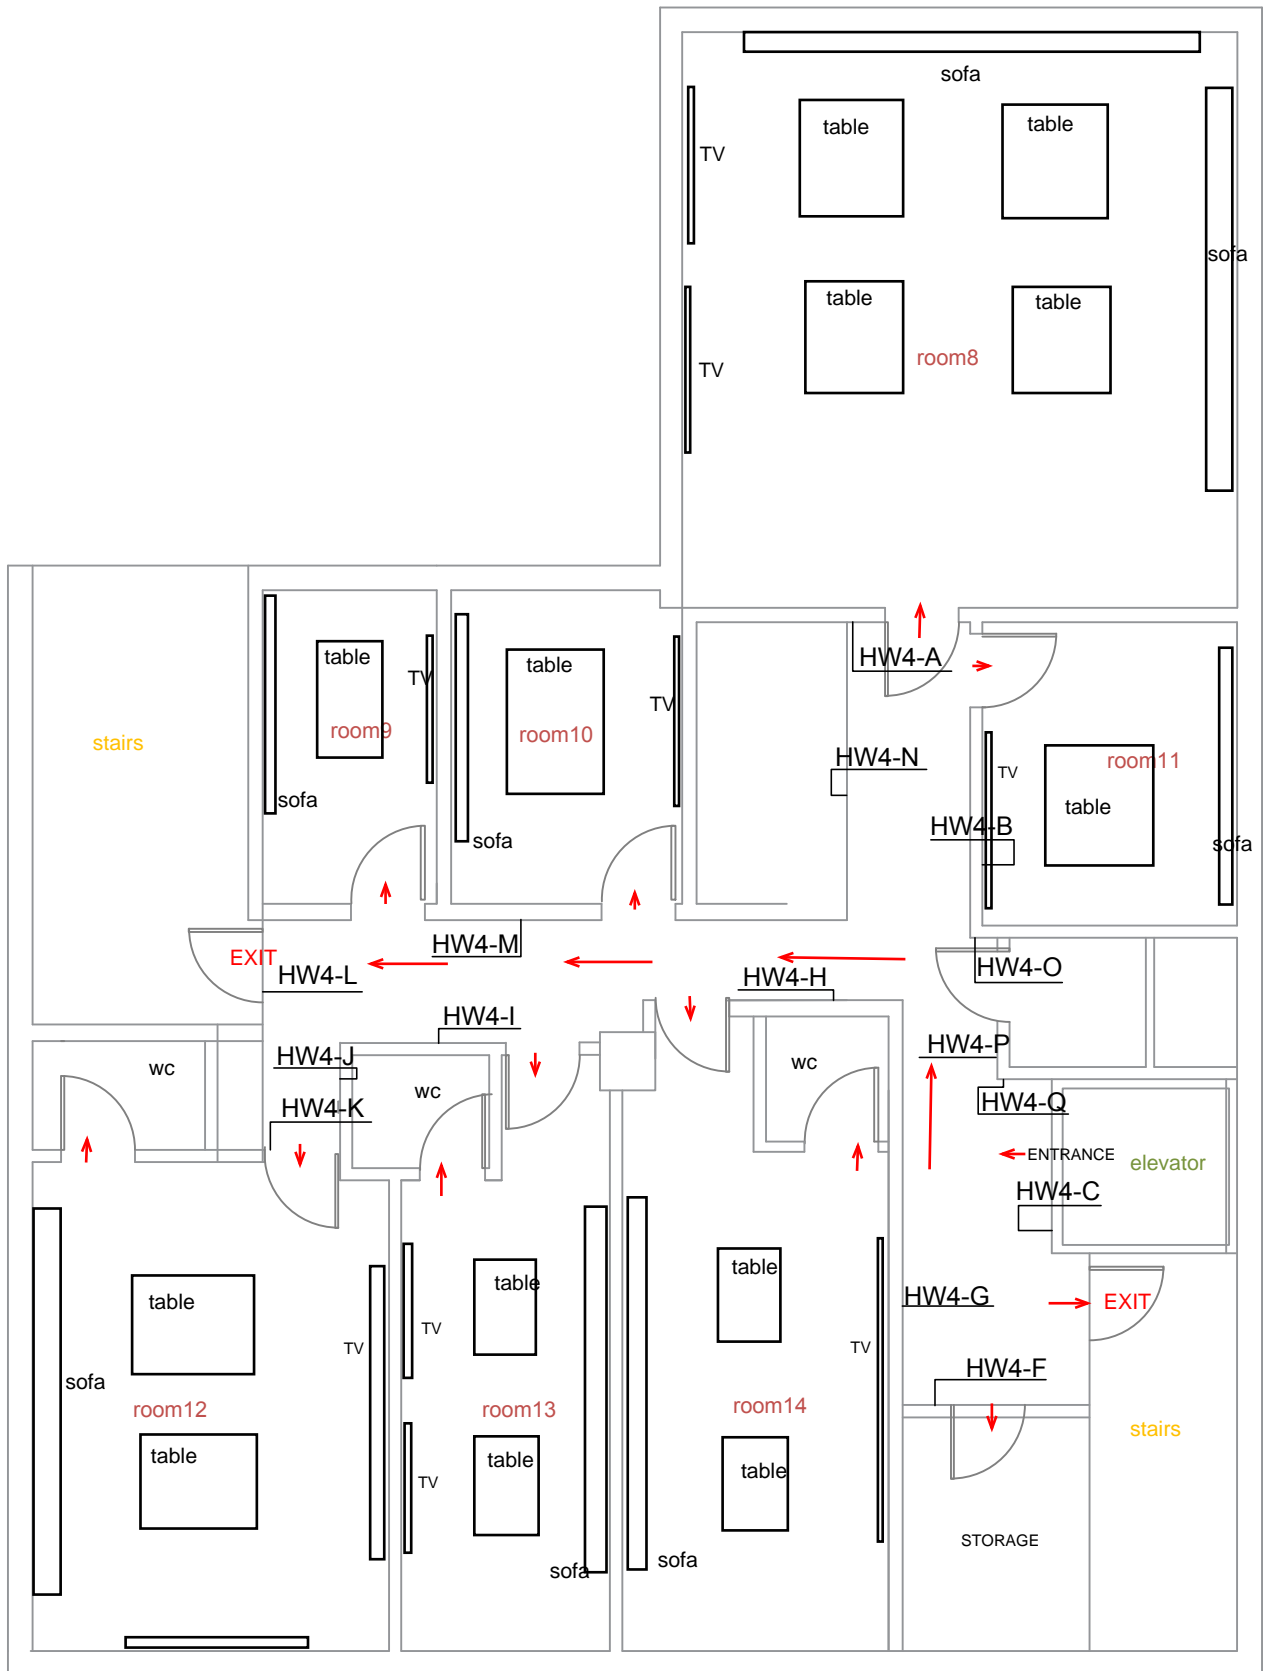 sofa
table
table
TV
sofa
table
table
room8
TV
HW4-A
table
table
TV
TV
room9
room10
stairs
HW4-N
room11
TV
table
sofa
HW4-B
sofa
sofa
HW4-M
EXIT
HW4-L
HW4-H
HW4-O
HW4-I
HW4-P
HW4-J
wc
wc
wc
HW4-K
HW4-Q
ENTRANCE
elevator
HW4-C
table
table
table
HW4-G
EXIT
TV
TV
TV
HW4-F
sofa
room12
room13
room14
stairs
table
table
table
TV
STORAGE
sofa
sofa